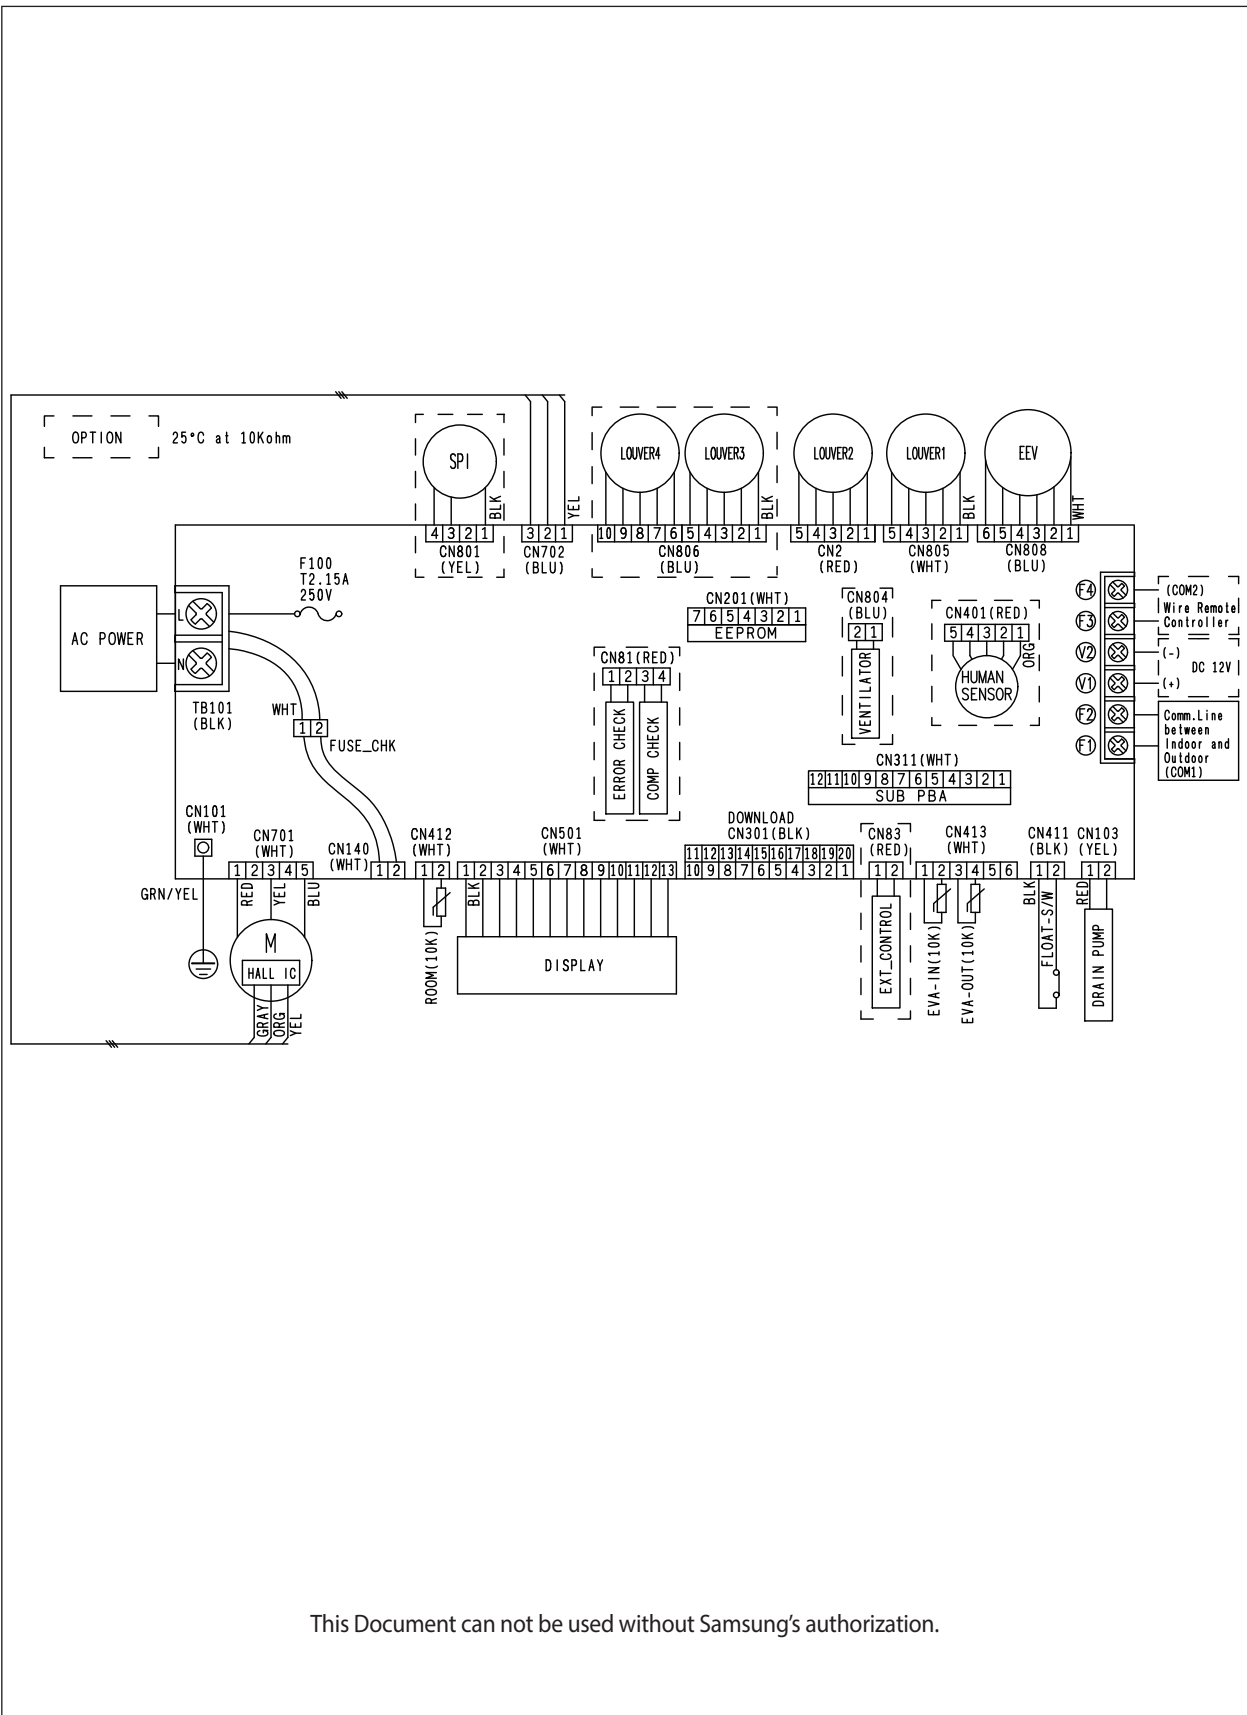 OPTION
25°C at 10Kohm
SPI
LOUVER4
LOUVER3
LOUVER2
LOUVER1
EEV
BLK
YEL
BLK
BLK
WHT
4 3 2 1
3 2 1
10 9 8 7 6 5 4 3 2 1
5 4 3 2 1
5 4 3 2 1
6 5 4 3 2 1
CN801
(YEL)
CN702
(BLU)
CN806
(BLU)
CN2
(RED)
CN805
(WHT)
CN808
(BLU)
F100
T2.15A
250V
AC POWER
L
N
TB101
(BLK)
WHT
1 2
FUSE_CHK
CN201(WHT)
7 6 5 4 3 2 1
EEPROM
CN81(RED)
1 2 3 4
ERROR CHECK
COMP CHECK
CN804
(BLU)
2 1
VENTILATOR
CN401(RED)
5 4 3 2 1
ORG
HUMAN
SENSOR
F4
F3
V2
V1
F2
F1
(COM2)
Wire Remote
Controller
(-)
DC 12V
(+)
Comm.Line
between
Indoor and
Outdoor
(COM1)
CN311(WHT)
12 11 10 9 8 7 6 5 4 3 2 1
SUB PBA
CN101
(WHT)
GRN/YEL
CN701
(WHT)
1 2 3 4 5
RED
YEL
BLU
M
HALL IC
GRAY
ORG
YEL
CN140
(WHT)
1 2
CN412
(WHT)
1 2
ROOM(10K)
CN501
(WHT)
1 2 3 4 5 6 7 8 9 10 11 12 13
BLK
DISPLAY
DOWNLOAD
CN301(BLK)
11 12 13 14 15 16 17 18 19 20
10 9 8 7 6 5 4 3 2 1
CN83
(RED)
1 2
EXT_CONTROL
CN413
(WHT)
1 2 3 4 5 6
EVA-IN(10K)
EVA-OUT(10K)
CN411
(BLK)
1 2
BLK
FLOAT-S/W
CN103
(YEL)
1 2
RED
DRAIN PUMP
This Document can not be used without Samsung's authorization.